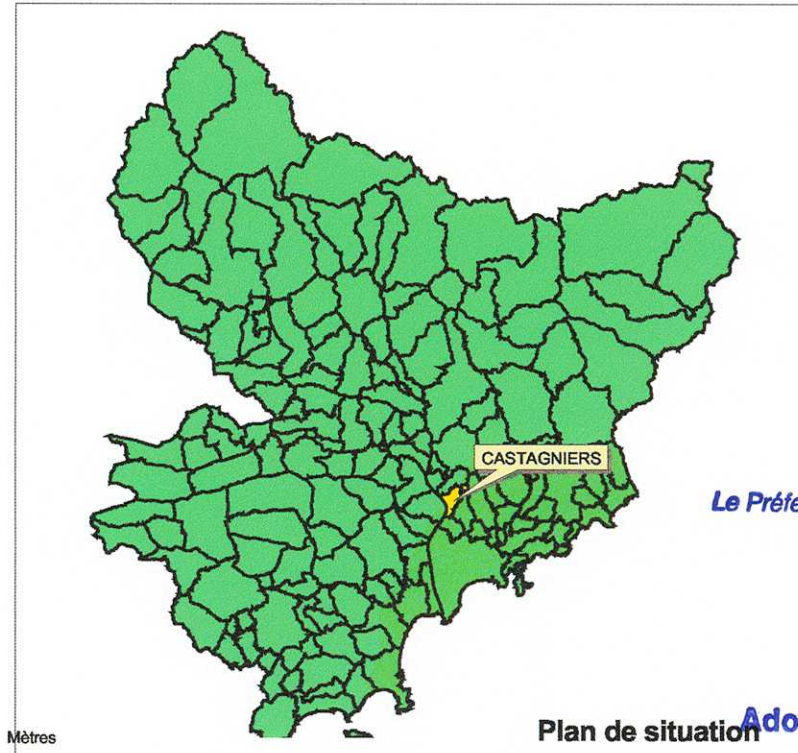 CASTAGNIERS
Le Préfe
Mètres
Plan de situation
Ado